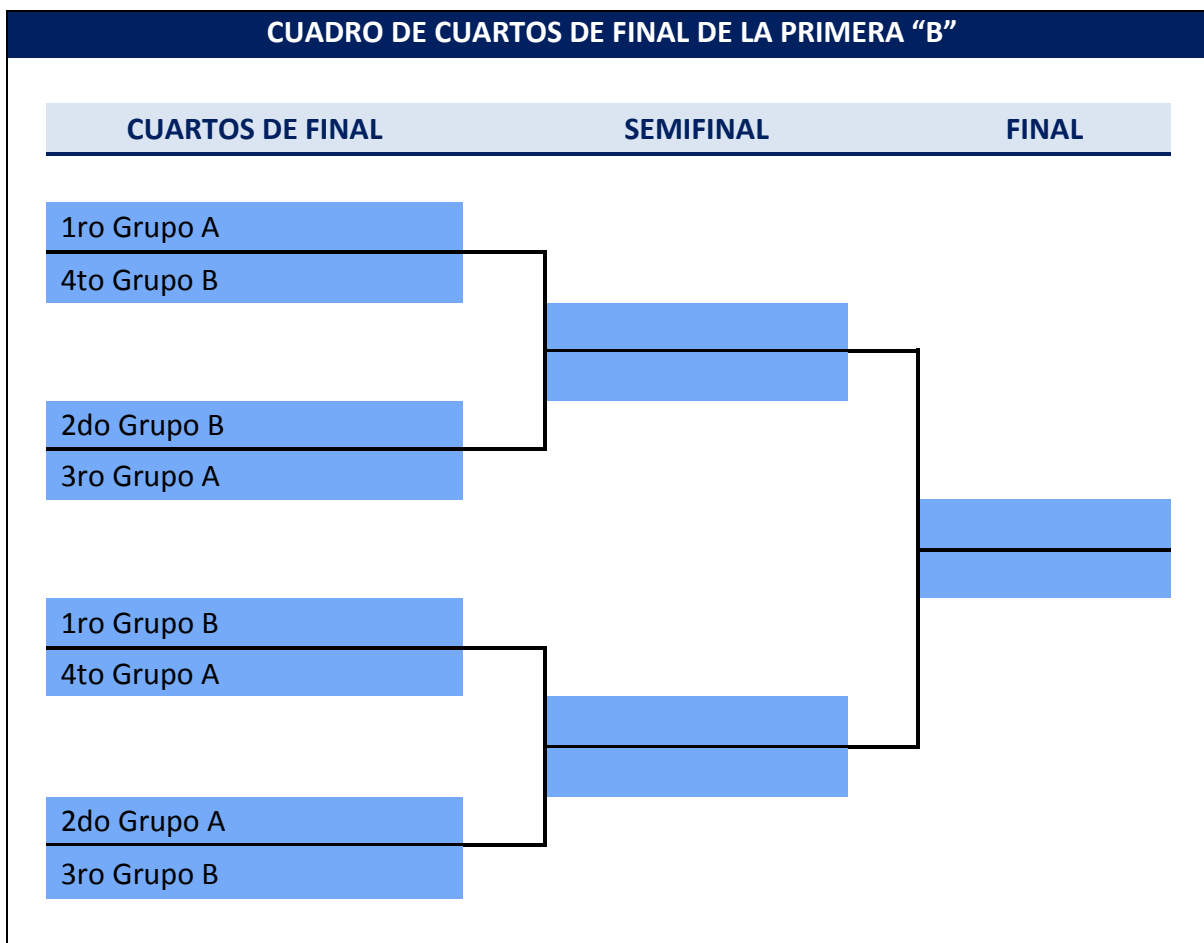 CUADRO DE CUARTOS DE FINAL DE LA PRIMERA “B”
CUARTOS DE FINAL SEMIFINAL FINAL
1ro Grupo A
4to Grupo B
2do Grupo B
3ro Grupo A
1ro Grupo B
4to Grupo A
2do Grupo A
3ro Grupo B